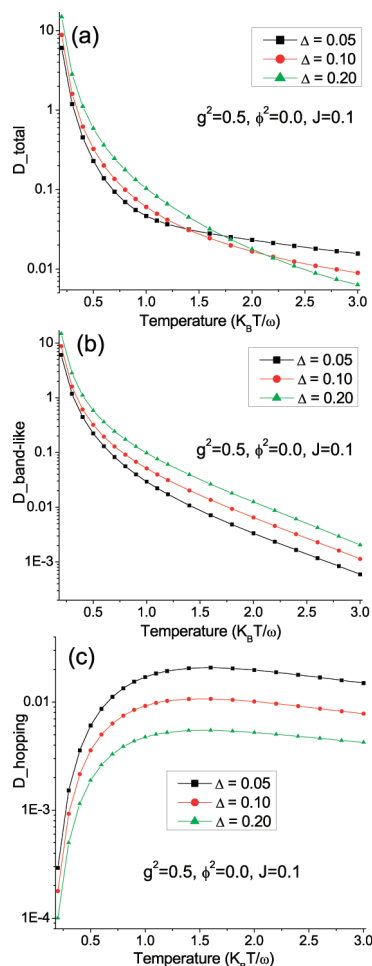 (a)
Δ = 0.05
Δ = 0.10
Δ = 0.20
g²=0.5, ϕ²=0.0, J=0.1
10
1
0.1
0.01
D_total
0.5 1.0 1.5 2.0 2.5 3.0
Temperature (K_BT/ω)
(b)
Δ = 0.05
Δ = 0.10
Δ = 0.20
g²=0.5, ϕ²=0.0, J=0.1
10
1
0.1
0.01
1E-3
D_band-like
0.5 1.0 1.5 2.0 2.5 3.0
Temperature (K_BT/ω)
(c)
0.01
1E-3
1E-4
D_hopping
Δ = 0.05
Δ = 0.10
Δ = 0.20
g²=0.5, ϕ²=0.0, J=0.1
0.5 1.0 1.5 2.0 2.5 3.0
Temperature (K_BT/ω)